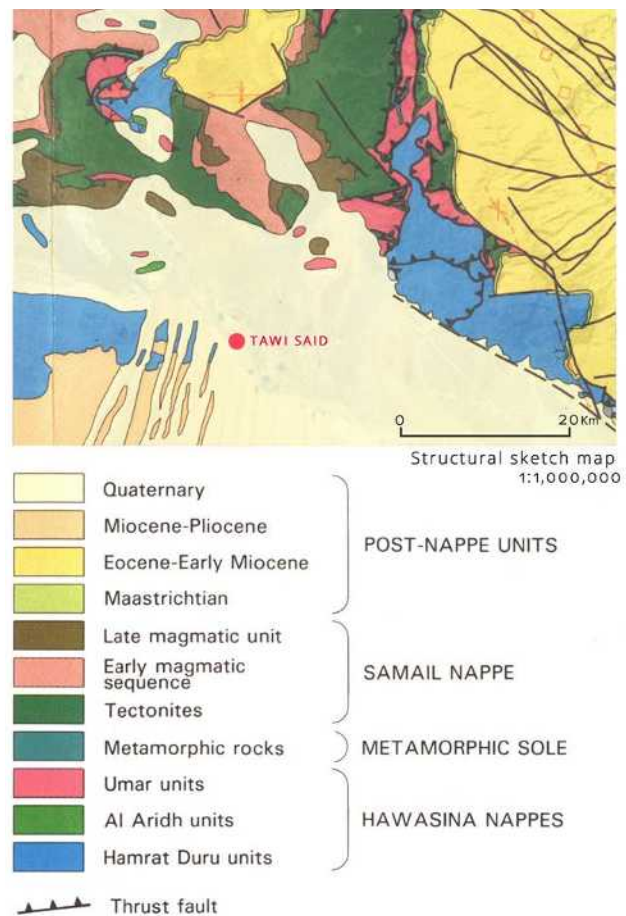 TAWI SAID
0 20Km
Structural sketch map
1:1,000,000
Quaternary
Miocene-Pliocene
Eocene-Early Miocene
Maastrichtian
POST-NAPPE UNITS
Late magmatic unit
Early magmatic
sequence
Tectonites
SAMAIL NAPPE
Metamorphic rocks
METAMORPHIC SOLE
Umar units
Al Aridh units
Hamrat Duru units
HAWASINA NAPPES
Thrust fault